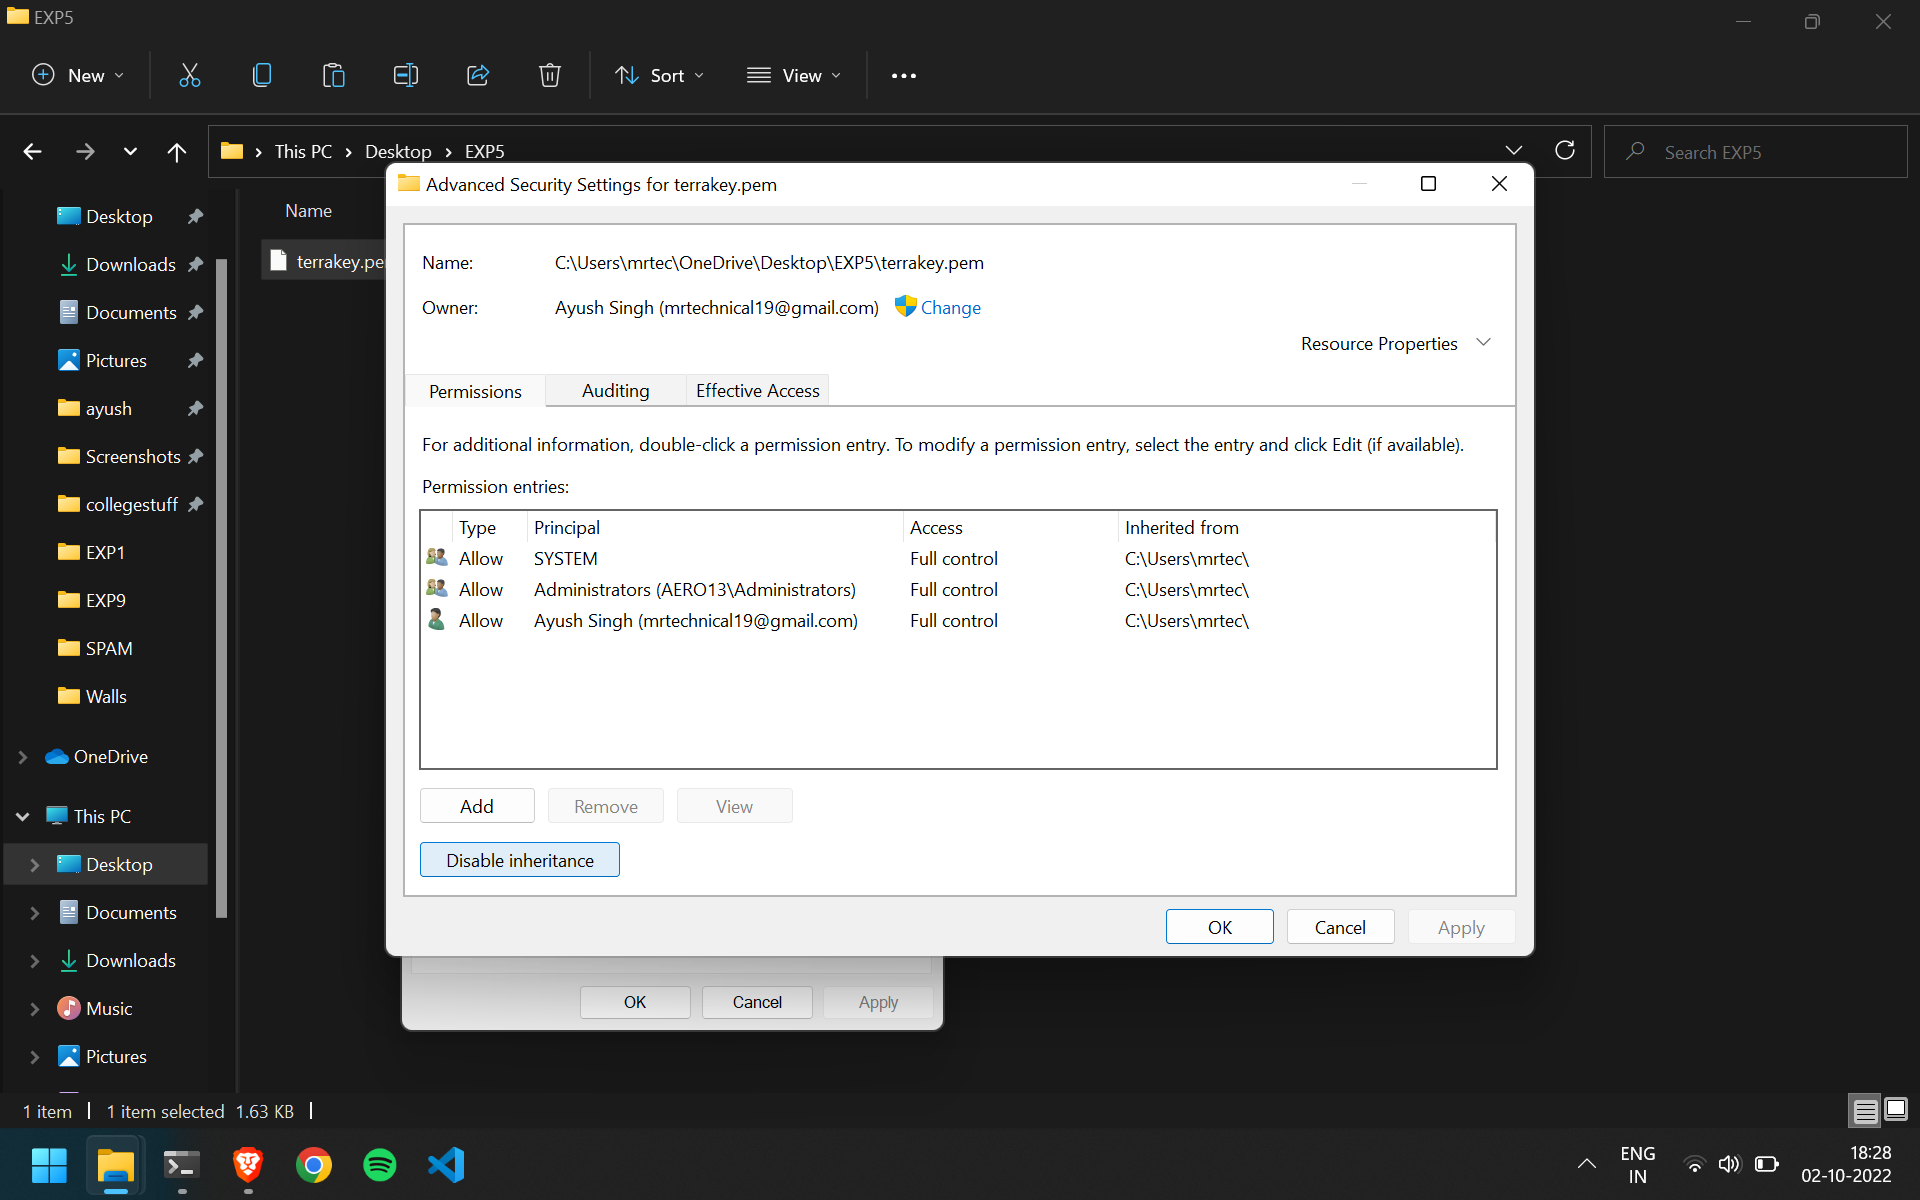 EXP5
New
Sort
View
This PC > Desktop > EXP5
Search EXP5
Desktop
Downloads
Documents
Pictures
ayush
Screenshots
collegestuff
EXP1
EXP9
SPAM
Walls
OneDrive
This PC
Desktop
Documents
Downloads
Music
Pictures
Name
terrakey.pe
Advanced Security Settings for terrakey.pem
Name: C:\Users\mrtec\OneDrive\Desktop\EXP5\terrakey.pem
Owner: Ayush Singh (mrtechnical19@gmail.com) Change
Resource Properties
Permissions Auditing Effective Access
For additional information, double-click a permission entry. To modify a permission entry, select the entry and click Edit (if available).
Permission entries:
Type Principal Access Inherited from
Allow SYSTEM Full control C:\Users\mrtec\
Allow Administrators (AERO13\Administrators) Full control C:\Users\mrtec\
Allow Ayush Singh (mrtechnical19@gmail.com) Full control C:\Users\mrtec\
Add Remove View
Disable inheritance
OK Cancel Apply
OK Cancel Apply
1 item 1 item selected 1.63 KB
ENG
IN
18:28
02-10-2022